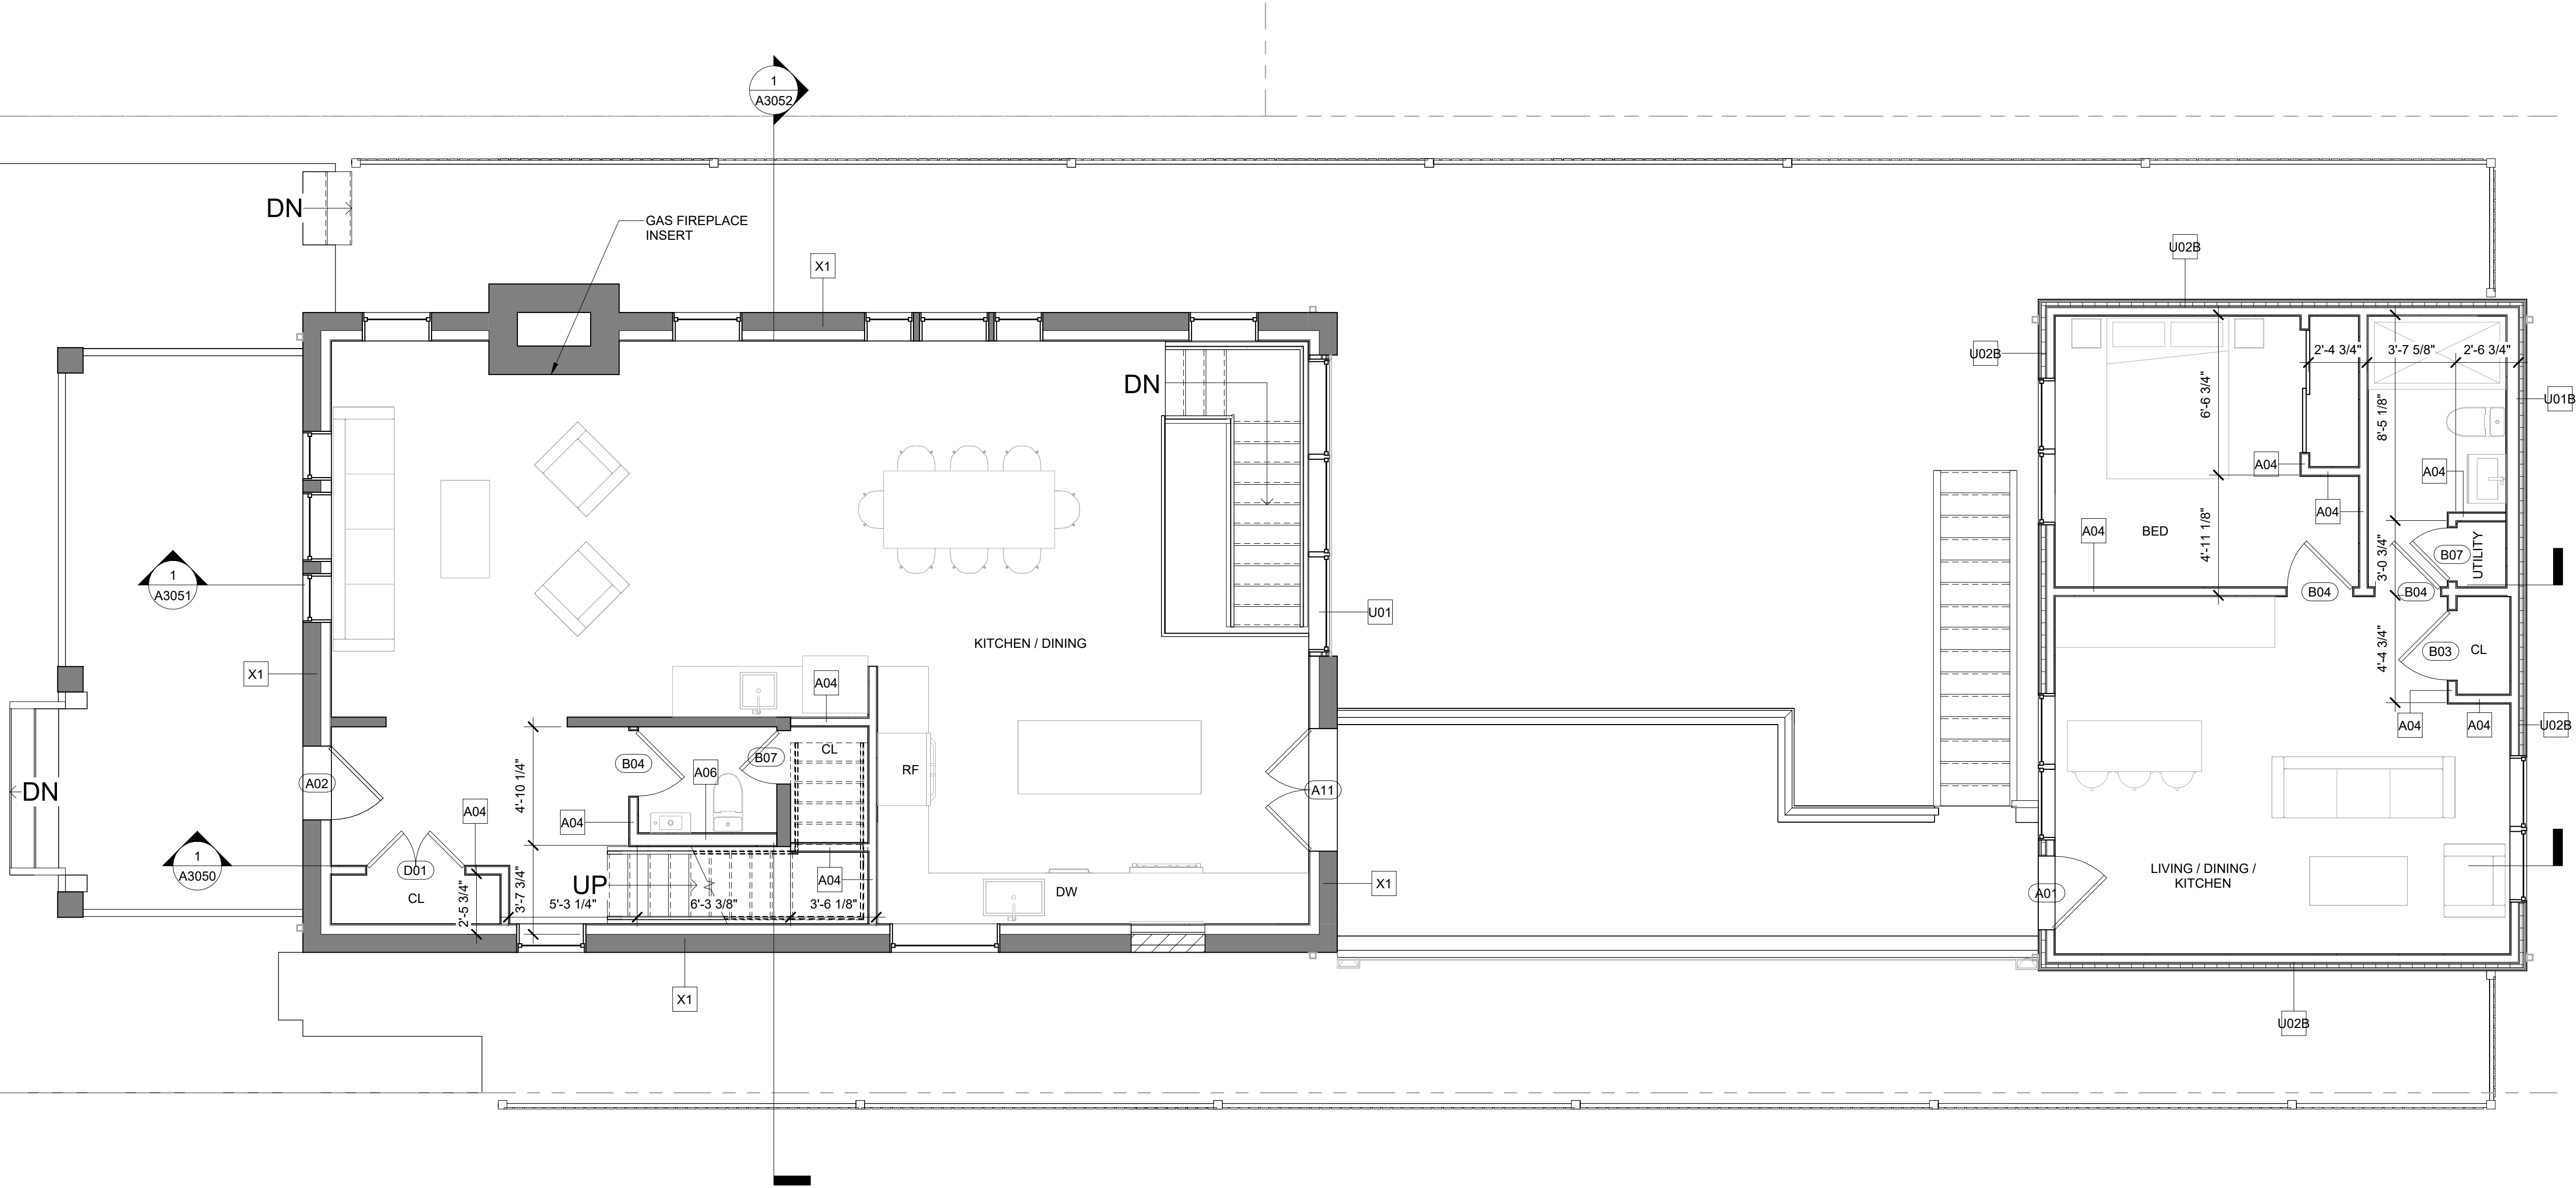 1
A3052
DN
GAS FIREPLACE
INSERT
X1
U02B
U02B
2'-4 3/4"
3'-7 5/8"
2'-6 3/4"
DN
6'-6 3/4"
8'-5 1/8"
U01B
A04
A04
A04
A04
BED
4'-11 1/8"
B07
UTILITY
3'-0 3/4"
1
A3051
B04
B04
U01
KITCHEN / DINING
B03
CL
4'-4 3/4"
X1
A04
A04
A04
U02B
CL
B04
B07
A06
RF
A02
DN
4'-10 1/4"
A11
A04
A04
1
A3050
D01
CL
2'-5 3/4"
3'-7 3/4"
UP
5'-3 1/4"
6'-3 3/8"
A04
3'-6 1/8"
DW
X1
A01
LIVING / DINING /
KITCHEN
X1
U02B